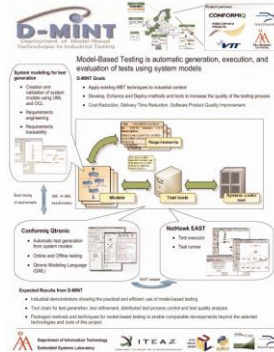 D-MINT
Deployment of Model-Based
Technologies to Industrial Testing
Project partners
CONFORMIQ
VTT
Model-Based Testing is automatic generation, execution, and
evaluation of tests using system models
System modeling for test
generation
• Creation and
validation of system
models using UML
and OCL
• Requirements
engineering
• Requirements
traceability
D-MINT Goals
• Apply existing MBT techniques to industrial context
• Develop, Enhance and Deploy methods and tools to increase the quality of the testing process
• Cost Reduction, Delivery Time Reduction, Software Product Quality Improvement
Requirements
Models
Test tools
System under
test
Conformiq Qtronic
• Automatic test generation
from system models
• Online and Offline testing
• Qtronic Modeling Language
(QML)
NetHawk EAST
• Test executor
• Test runner
Expected Results from D-MINT
• Industrial demonstrations showing the practical and efficient use of model-based testing
• Tool chain for test generation, test refinement, distributed test process control and test quality analysis
• Packaged methods and techniques for model-based testing to enable comparable developments beyond the selected
technologies and tools of this project
Department of Information Technology
Embedded Systems Laboratory
ITEA2